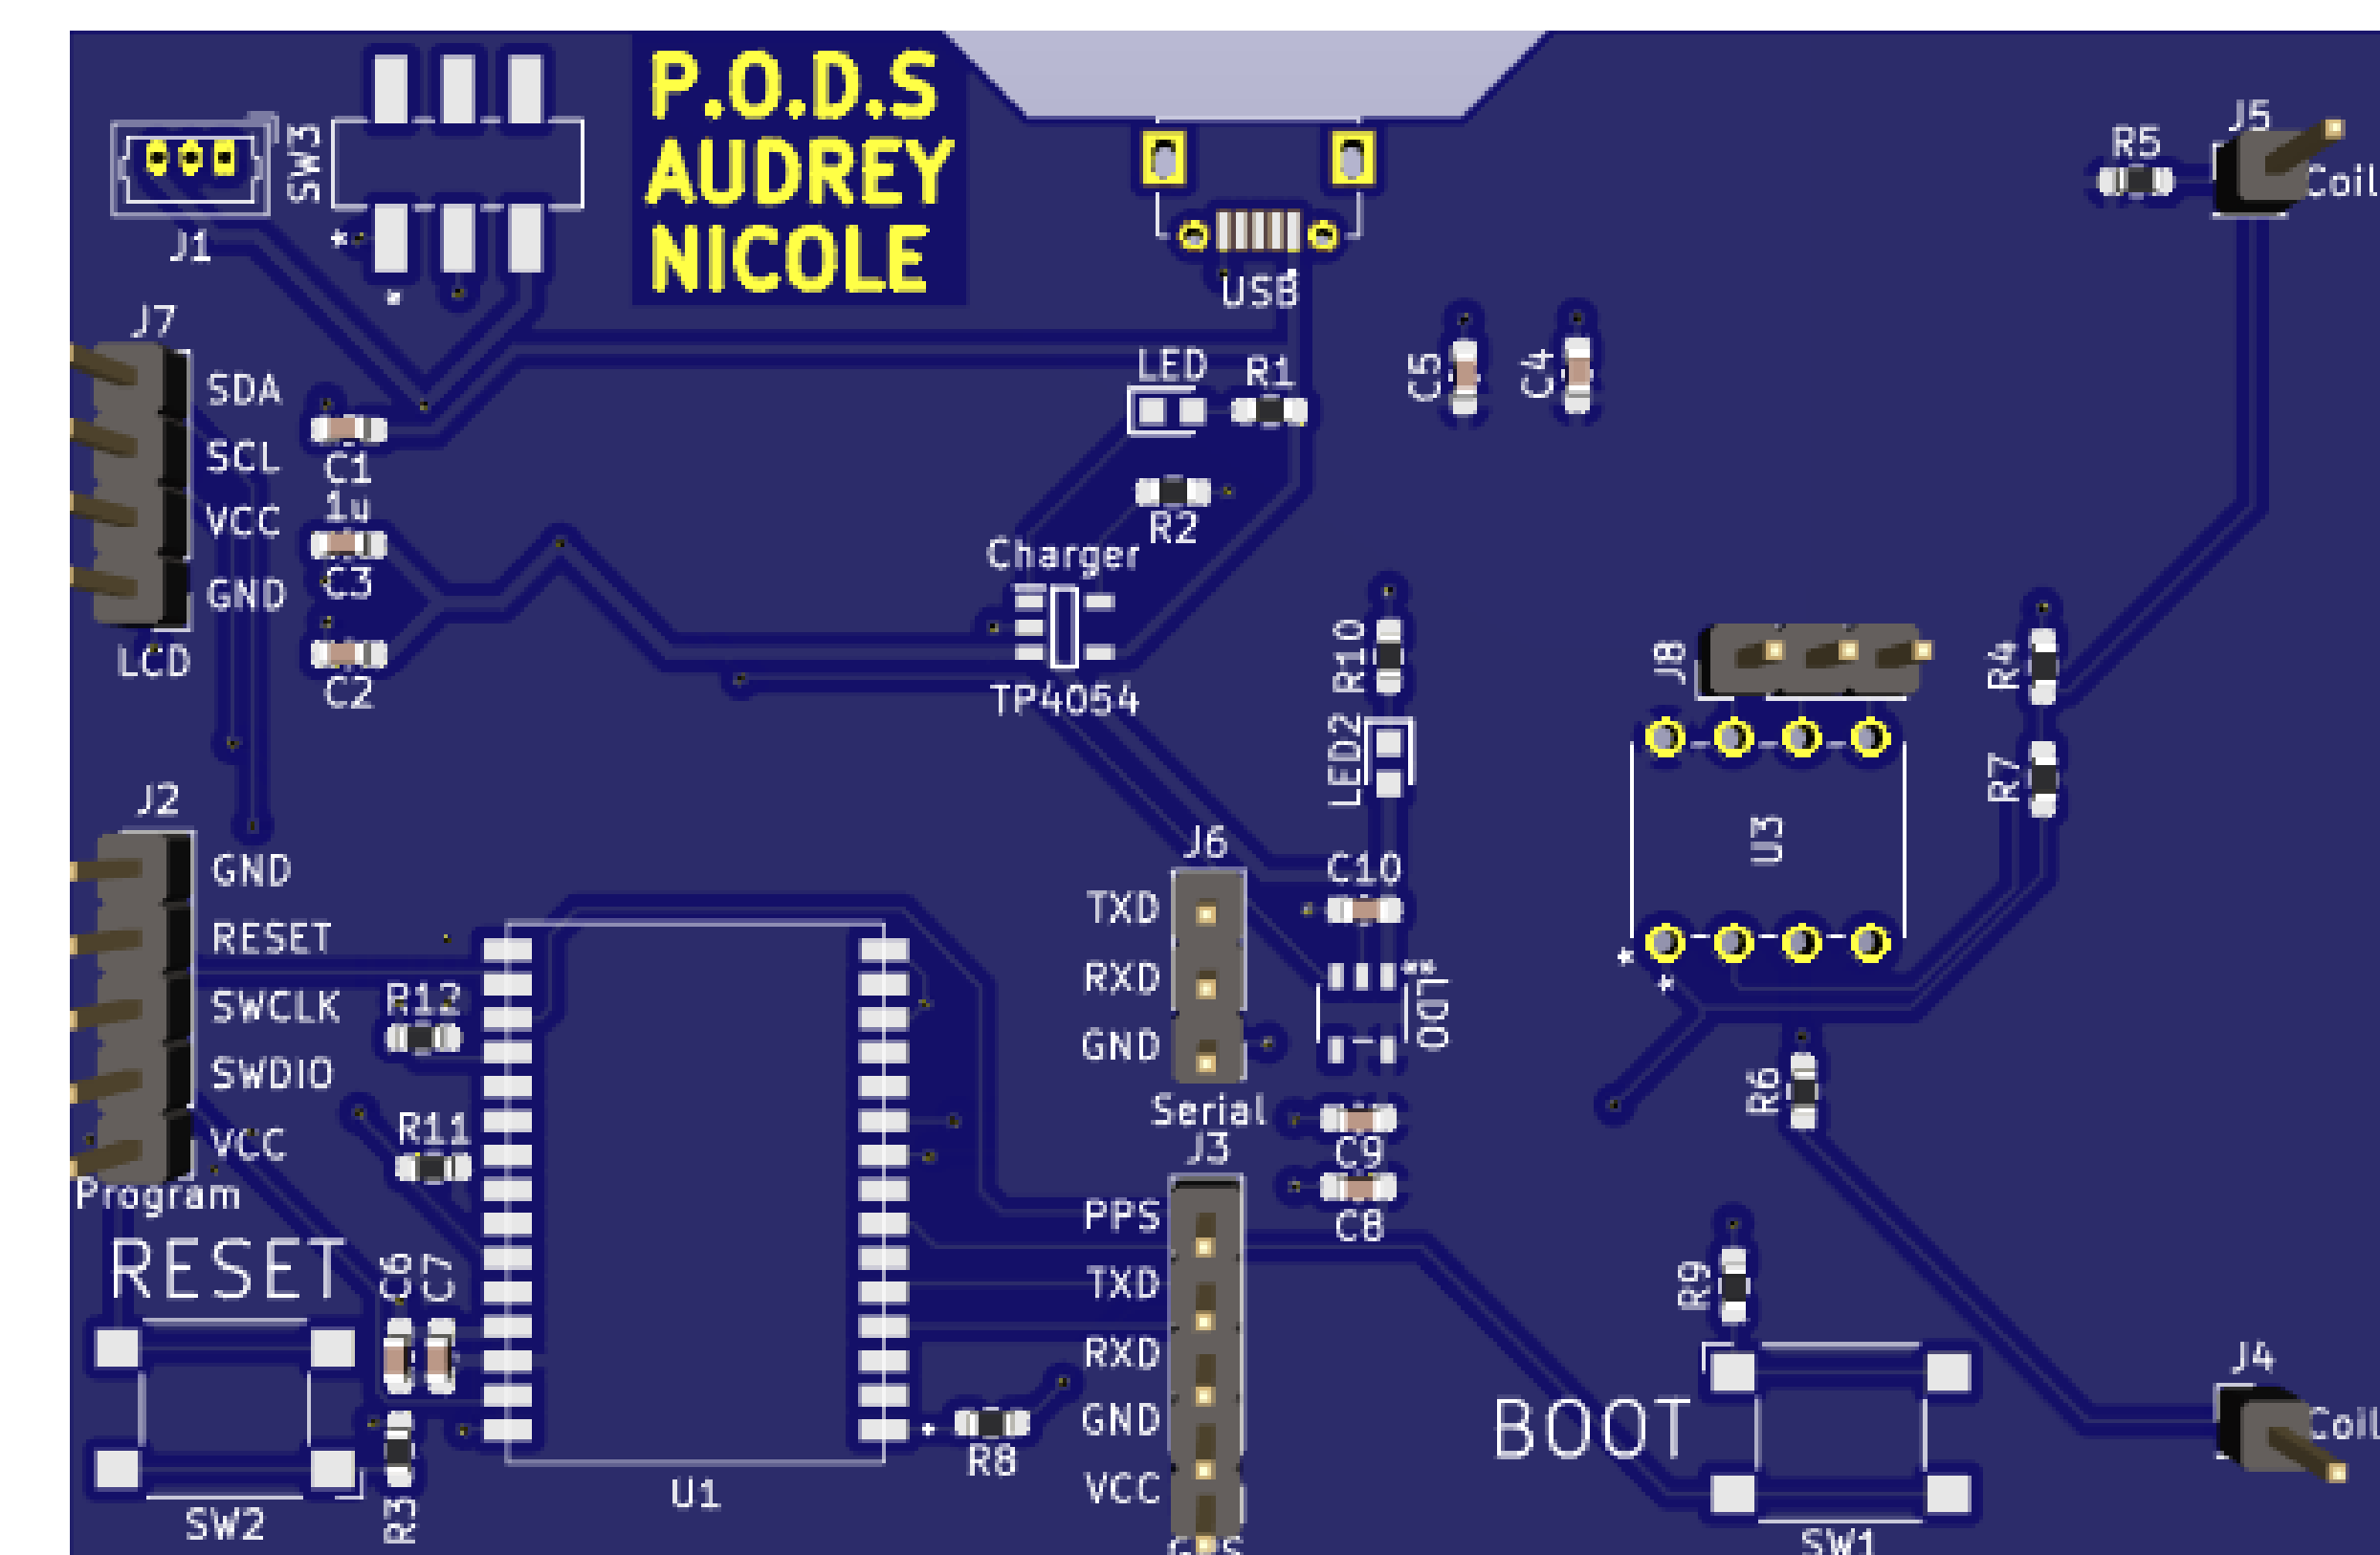 P.O.D.S
AUDREY
NICOLE
SW3
J1
J5
R5
Coil
USB
J7
SDA
SCL
VCC
GND
LCD
C1
1u
C3
C2
LED
R1
R2
C5
C4
Charger
TP4054
R10
LED2
J8
R4
R7
U3
J2
GND
RESET
SWCLK
SWDIO
VCC
Program
R12
R11
J6
TXD
RXD
GND
Serial
C10
LDO
C9
C8
R6
J3
PPS
TXD
RXD
GND
VCC
GPS
RESET
C6
C7
SW2
R3
U1
R8
R9
BOOT
SW1
J4
Coil